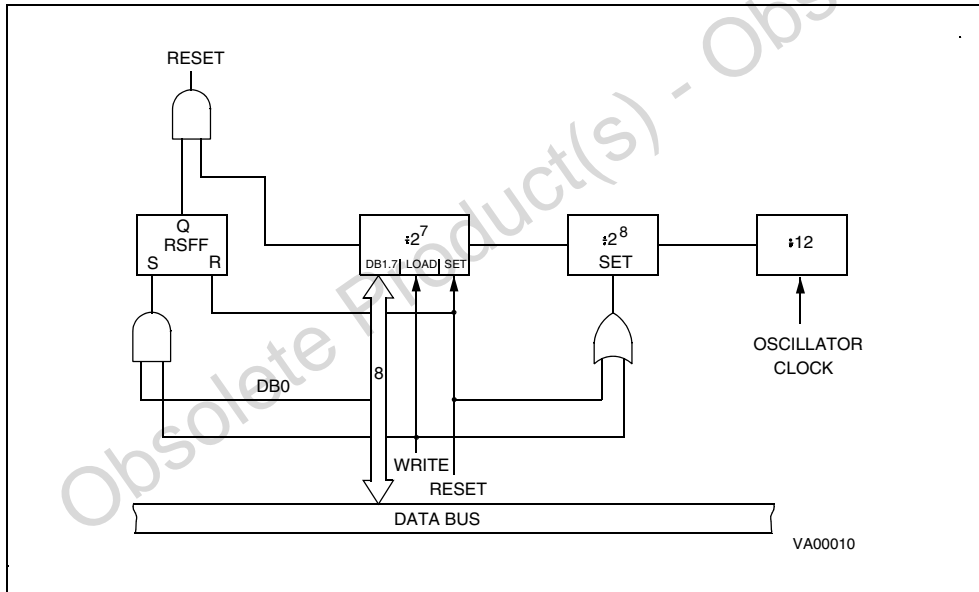 Obsolete Product(s) - Obs
RESET
Q
RSFF
S R
÷2⁷
DB1.7 LOAD SET
÷2⁸
SET
÷12
OSCILLATOR
CLOCK
DB0
8
WRITE
RESET
DATA BUS
VA00010